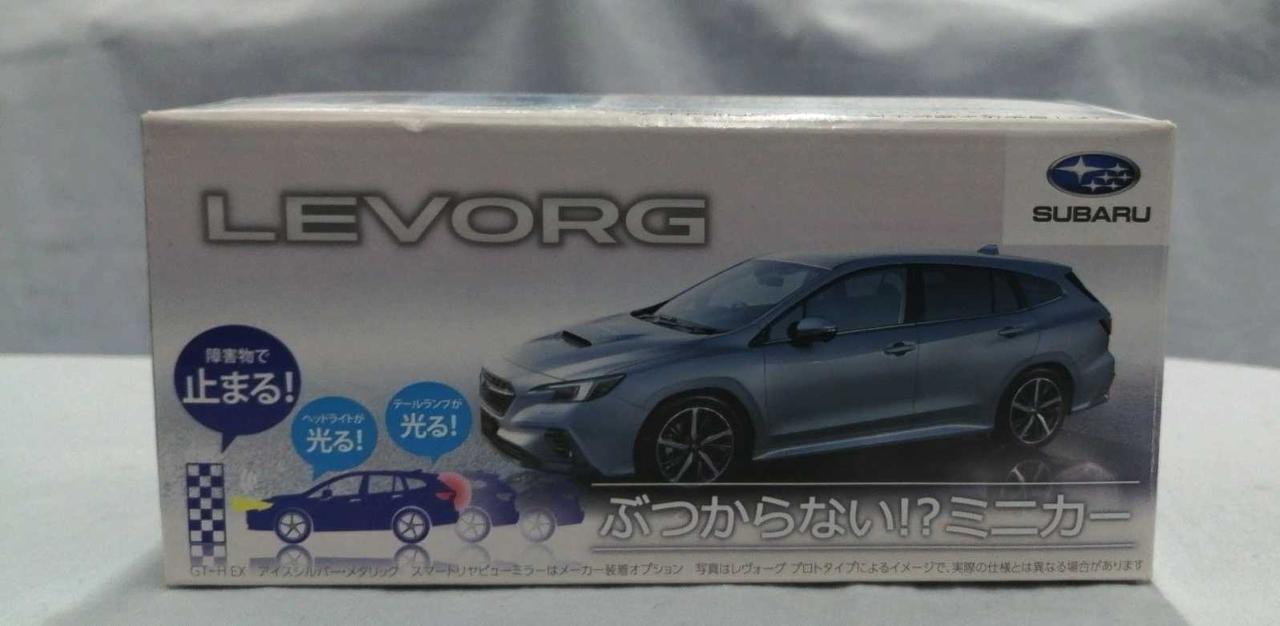 LEVORG
SUBARU
障害物で
止まる!
ヘッドライトが
光る!
テールランプが
光る!
ぶつからない!?ミニカー
GT-H EX アイスシルバー・メタリック スマートリヤビューミラーはメーカー装着オプション 写真はレヴォーグ プロトタイプによるイメージで、実際の仕様とは異なる場合があります